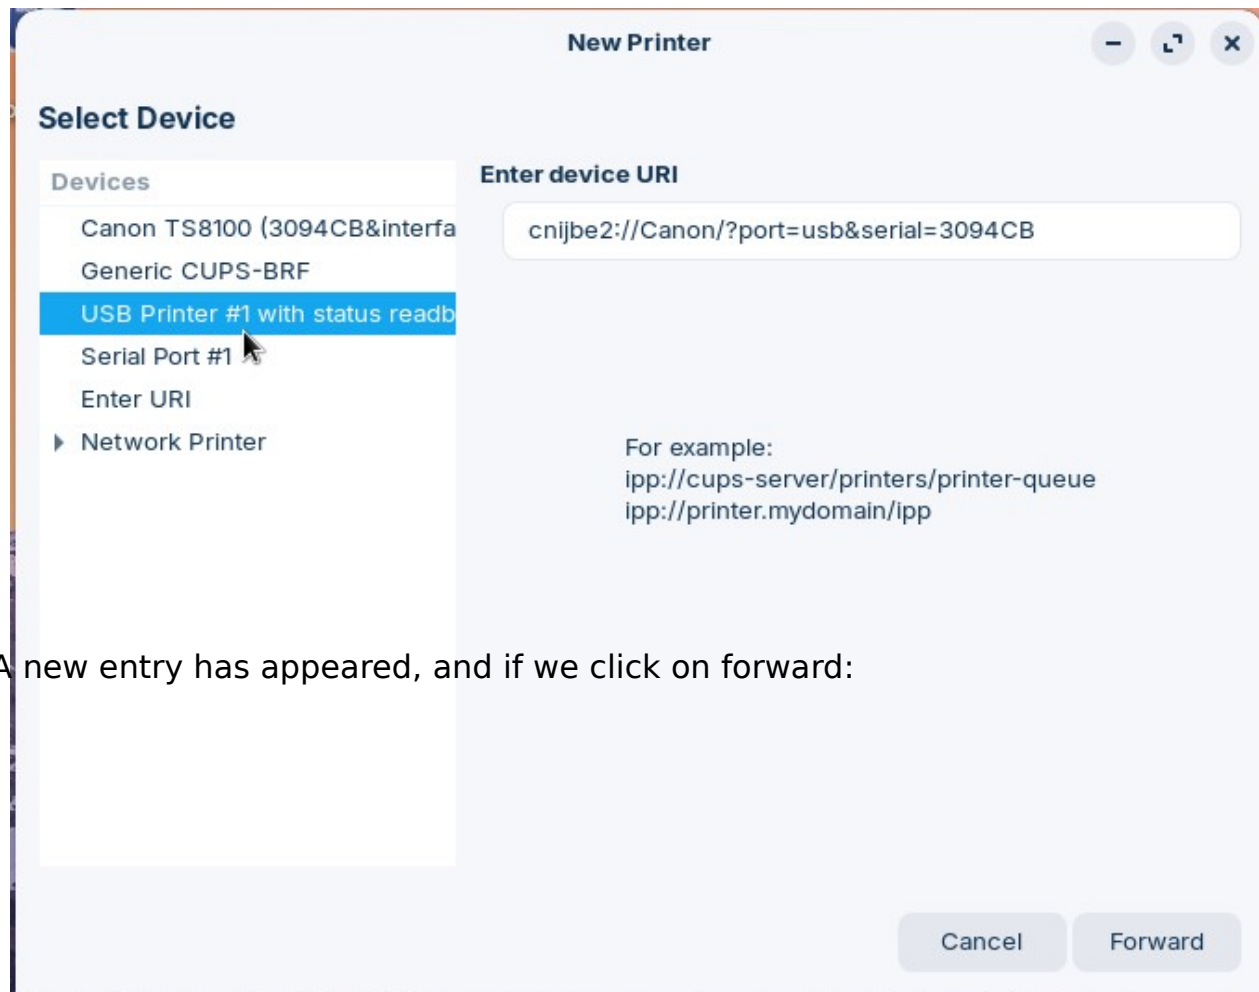 New Printer
Select Device
Devices
Canon TS8100 (3094CB&interfa
Generic CUPS-BRF
USB Printer #1 with status readb
Serial Port #1
Enter URI
Network Printer
Enter device URI
cnijbe2://Canon/?port=usb&serial=3094CB
For example:
ipp://cups-server/printers/printer-queue
ipp://printer.mydomain/ipp
A new entry has appeared, and if we click on forward:
Cancel
Forward